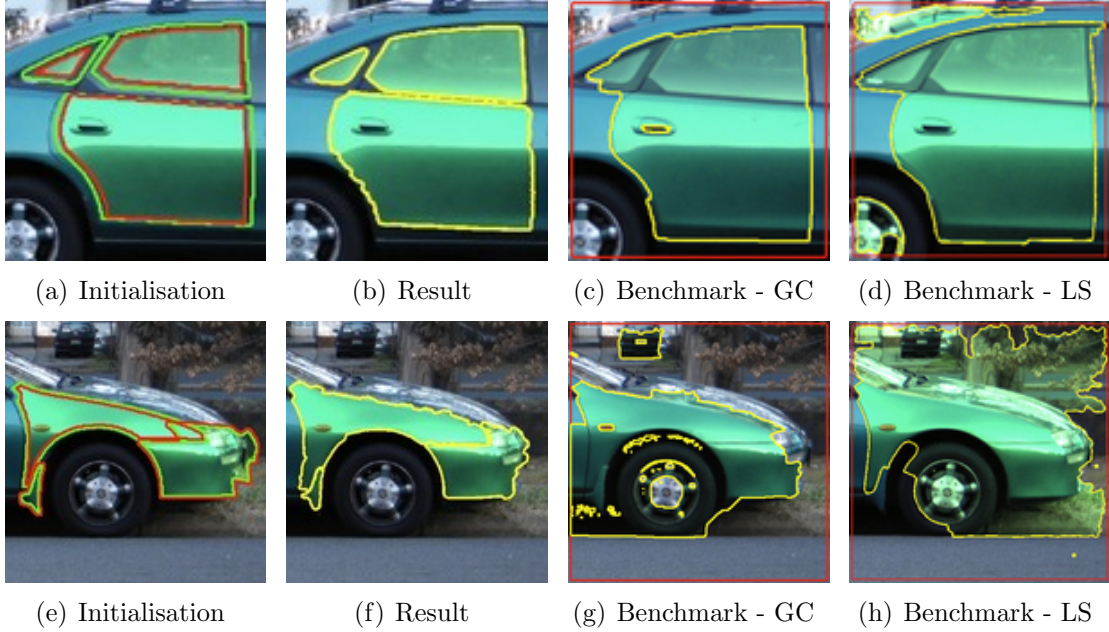 (a) Initialisation
(b) Result
(c) Benchmark - GC
(d) Benchmark - LS
(e) Initialisation
(f) Result
(g) Benchmark - GC
(h) Benchmark - LS